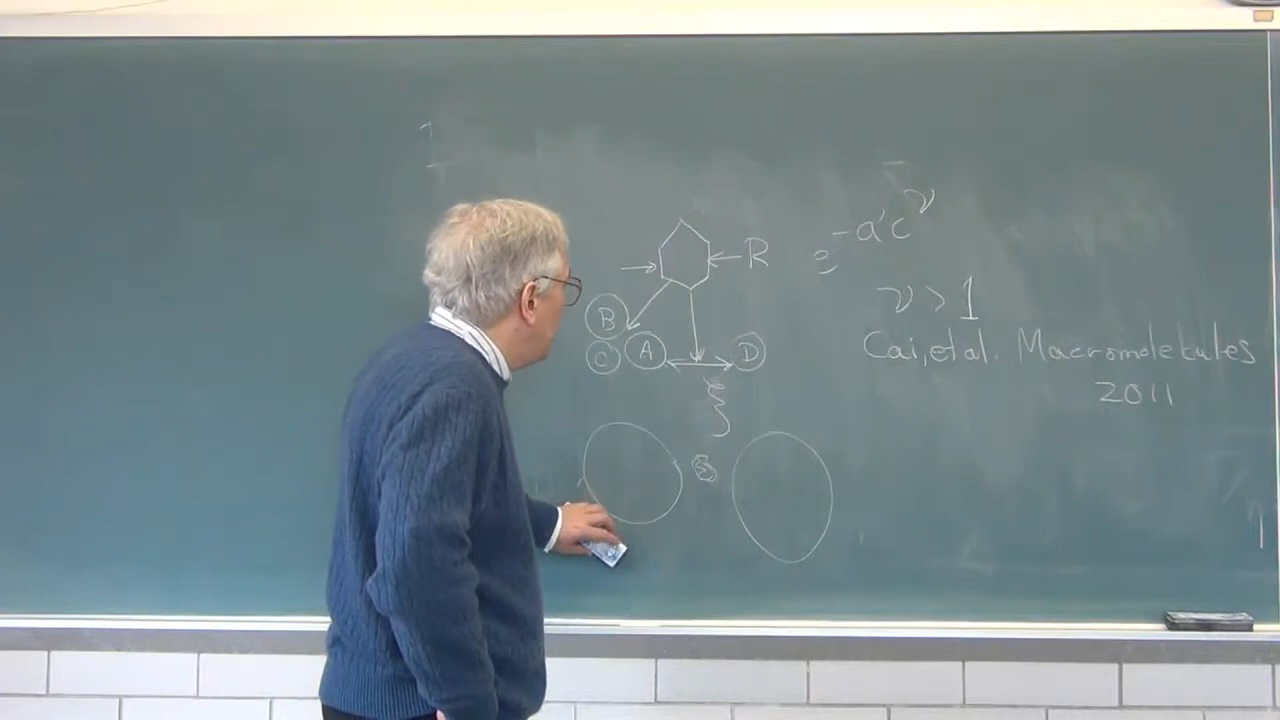 R
e^{-a'c^ν}
ν > 1
B
C
A
D
Cai, et al. Macromolecules
2011
ξ